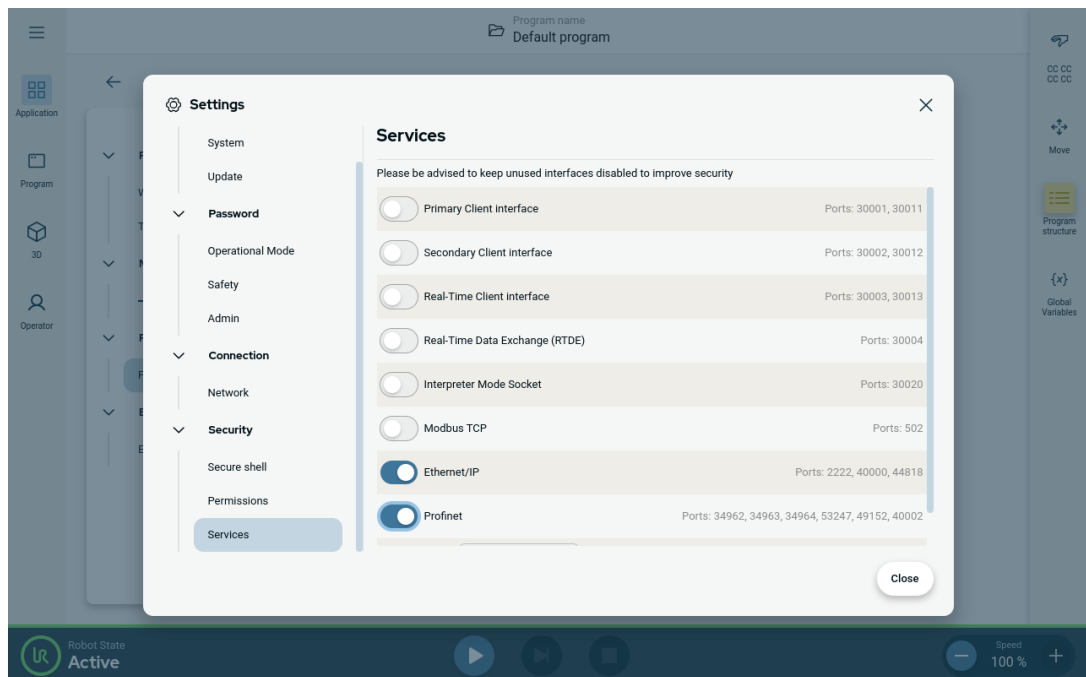 Program name
Default program
Application
Program
3D
Operator
Settings
System
Update
Password
Operational Mode
Safety
Admin
Connection
Network
Security
Secure shell
Permissions
Services
Services
Please be advised to keep unused interfaces disabled to improve security
Primary Client interface Ports: 30001, 30011
Secondary Client interface Ports: 30002, 30012
Real-Time Client interface Ports: 30003, 30013
Real-Time Data Exchange (RTDE) Ports: 30004
Interpreter Mode Socket Ports: 30020
Modbus TCP Ports: 502
Ethernet/IP Ports: 2222, 40000, 44818
Profinet Ports: 34962, 34963, 34964, 53247, 49152, 40002
Close
CC CC
CC CC
Move
Program
structure
{x}
Global
Variables
Robot State
Active
Speed
100 %